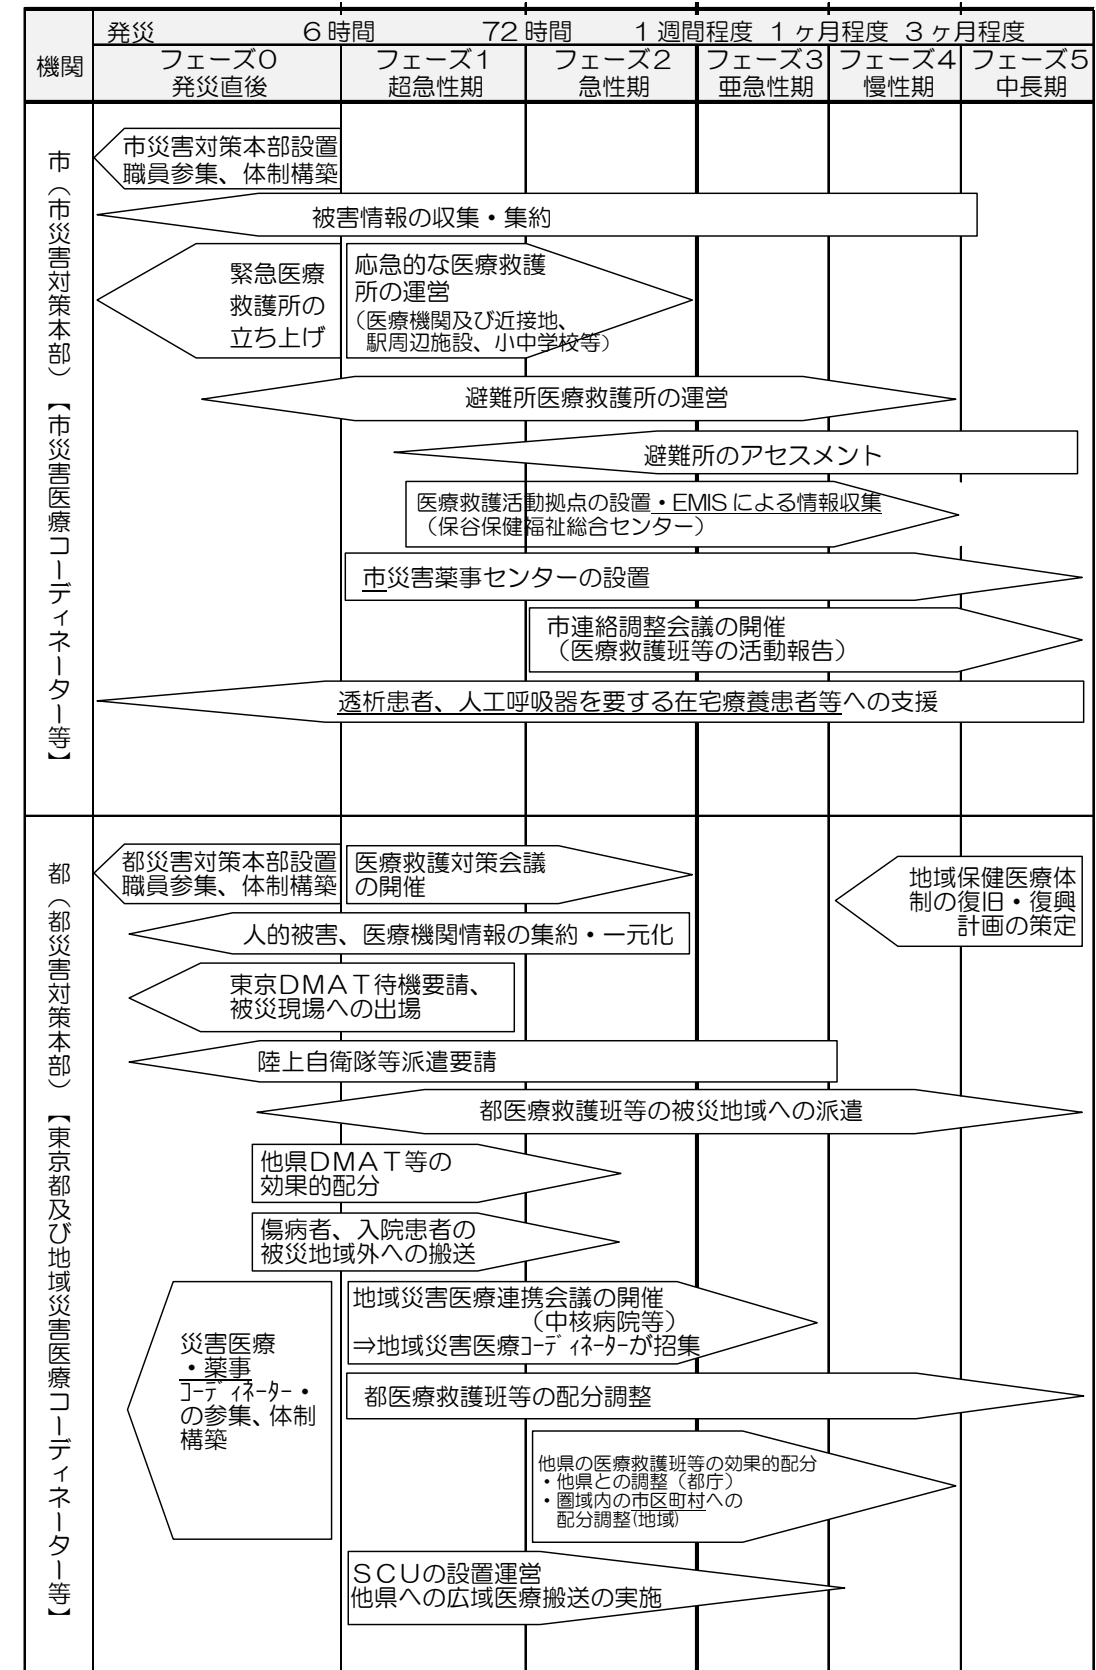 機関
発災 6時間 72時間 1週間程度 1ヶ月程度 3ヶ月程度
フェーズ0 フェーズ1 フェーズ2 フェーズ3 フェーズ4 フェーズ5
発災直後 超急性期 急性期 亜急性期 慢性期 中長期
市（市災害対策本部）【市災害医療コーディネーター等】
市災害対策本部設置
職員参集、体制構築
被害情報の収集・集約
緊急医療
救護所の
立ち上げ
応急的な医療救護
所の運営
（医療機関及び近接地、
駅周辺施設、小中学校等）
避難所医療救護所の運営
避難所のアセスメント
医療救護活動拠点の設置・EMISによる情報収集
（保谷保健福祉総合センター）
市災害薬事センターの設置
市連絡調整会議の開催
（医療救護班等の活動報告）
透析患者、人工呼吸器を要する在宅療養患者等への支援
都（都災害対策本部）【東京都及び地域災害医療コーディネーター等】
都災害対策本部設置
職員参集、体制構築
医療救護対策会議
の開催
地域保健医療体
制の復旧・復興
計画の策定
人的被害、医療機関情報の集約・一元化
東京DMAT待機要請、
被災現場への出場
陸上自衛隊等派遣要請
都医療救護班等の被災地域への派遣
他県DMAT等の
効果的配分
傷病者、入院患者の
被災地域外への搬送
災害医療
・薬事
ｺｰﾃﾞｨﾈｰﾀｰ・
の参集、体制
構築
地域災害医療連携会議の開催
（中核病院等）
⇒地域災害医療ｺｰﾃﾞｨﾈｰﾀｰが招集
都医療救護班等の配分調整
他県の医療救護班等の効果的配分
・他県との調整（都庁）
・圏域内の市区町村への
配分調整(地域)
SCUの設置運営
他県への広域医療搬送の実施